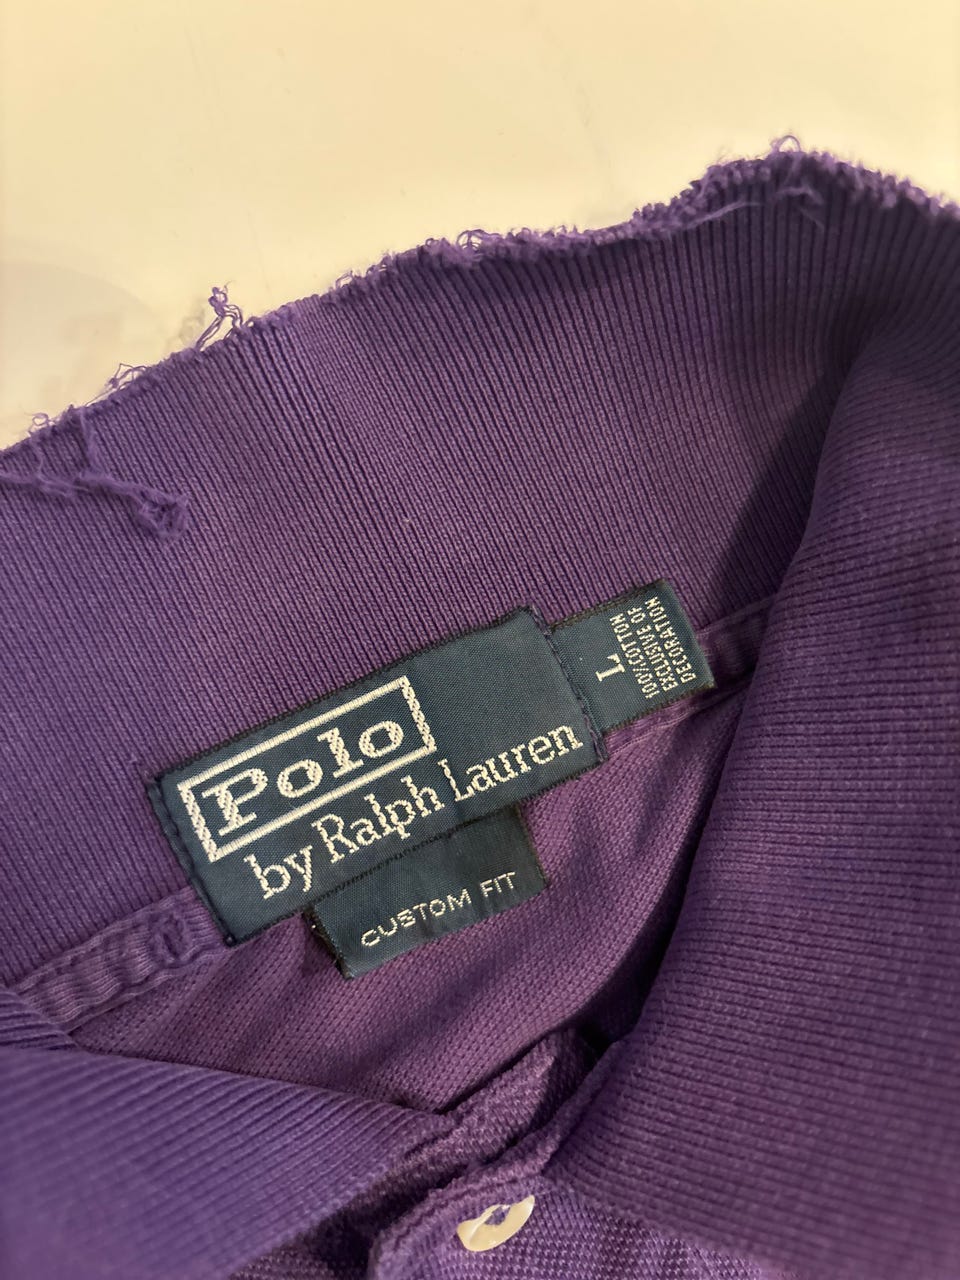 Polo
by Ralph Lauren
CUSTOM FIT
L
100%COTTON
EXCLUSIVE OF
DECORATION